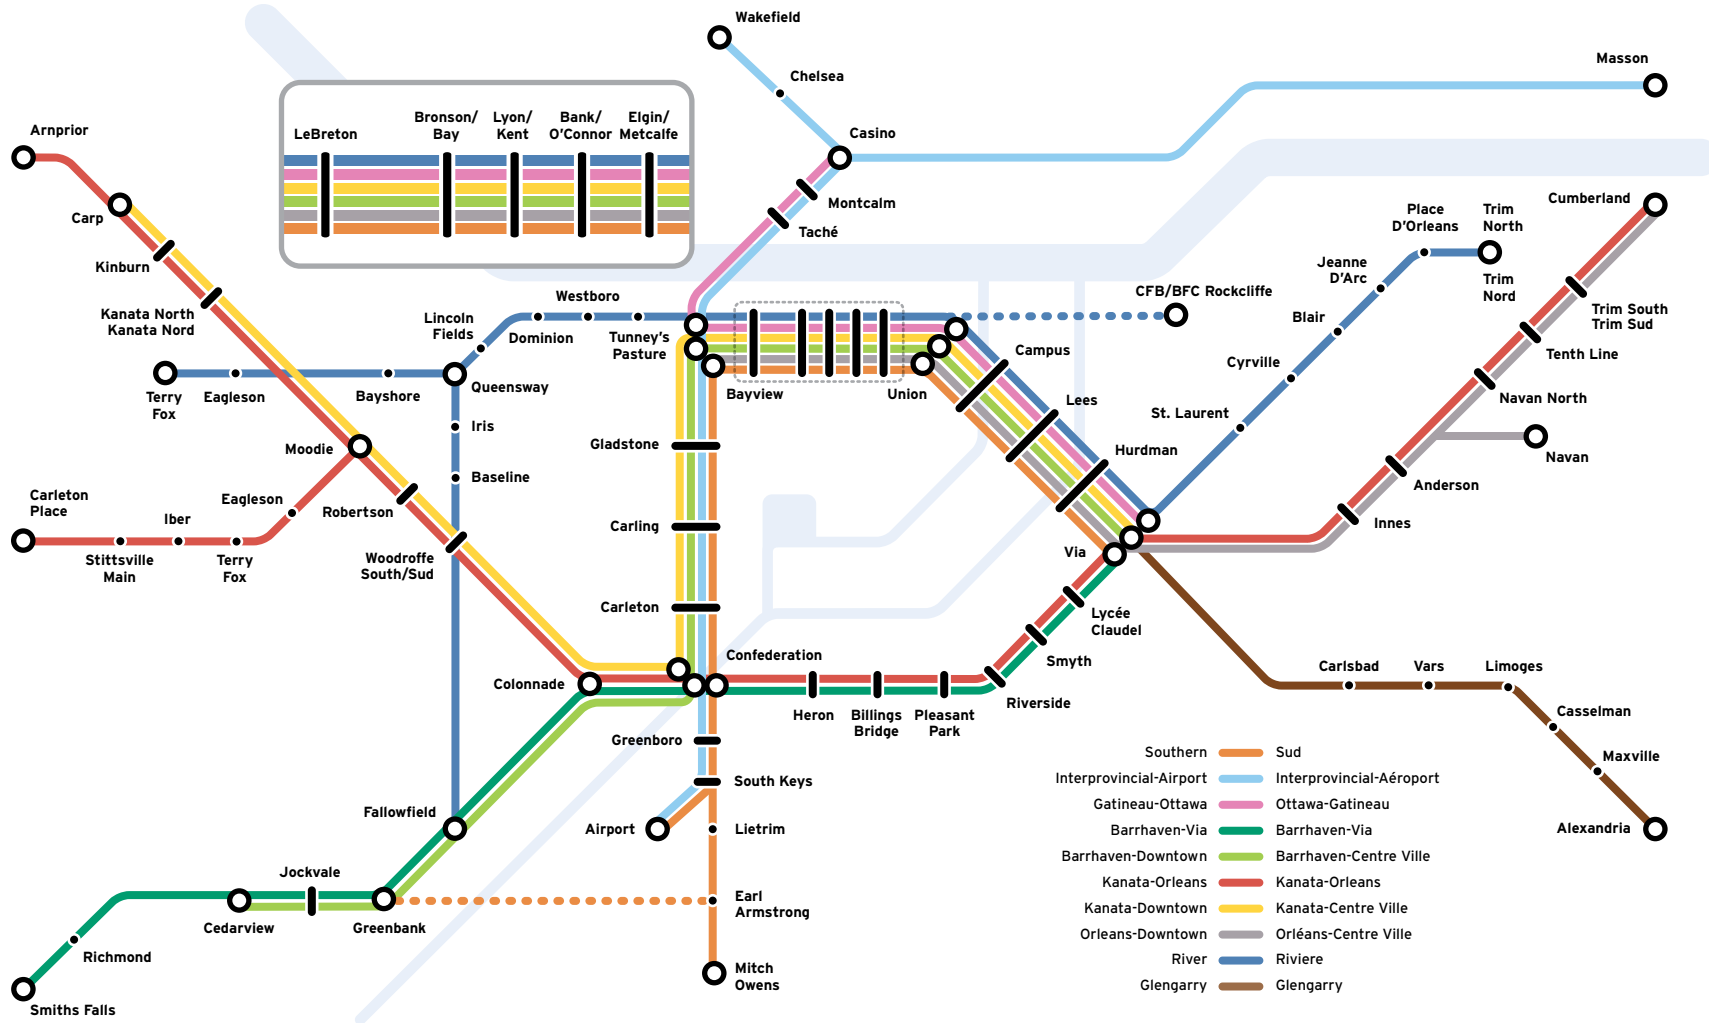 Wakefield
Chelsea
Masson
Casino
Montcalm
Taché
LeBreton
Bronson/
Bay
Lyon/
Kent
Bank/
O'Connor
Elgin/
Metcalfe
Arnprior
Carp
Kinburn
Kanata North
Kanata Nord
Terry
Fox
Eagleson
Bayshore
Queensway
Lincoln
Fields
Dominion
Westboro
Tunney's
Pasture
Bayview
Union
CFB/BFC Rockcliffe
Campus
Lees
Hurdman
Via
St. Laurent
Cyrville
Blair
Jeanne
D'Arc
Place
D'Orleans
Trim
North
Trim
Nord
Cumberland
Trim South
Trim Sud
Tenth Line
Navan North
Navan
Anderson
Innes
Iris
Baseline
Moodie
Robertson
Woodroffe
South/Sud
Carleton
Place
Stittsville
Main
Iber
Terry
Fox
Eagleson
Gladstone
Carling
Carleton
Confederation
Colonnade
Heron
Billings
Bridge
Pleasant
Park
Riverside
Smyth
Lycée
Claudel
Greenboro
South Keys
Airport
Lietrim
Earl
Armstrong
Mitch
Owens
Fallowfield
Jockvale
Cedarview
Greenbank
Richmond
Smiths Falls
Carlsbad
Vars
Limoges
Casselman
Maxville
Alexandria
Southern Sud
Interprovincial-Airport Interprovincial-Aéroport
Gatineau-Ottawa Ottawa-Gatineau
Barrhaven-Via Barrhaven-Via
Barrhaven-Downtown Barrhaven-Centre Ville
Kanata-Orleans Kanata-Orleans
Kanata-Downtown Kanata-Centre Ville
Orleans-Downtown Orléans-Centre Ville
River Riviere
Glengarry Glengarry